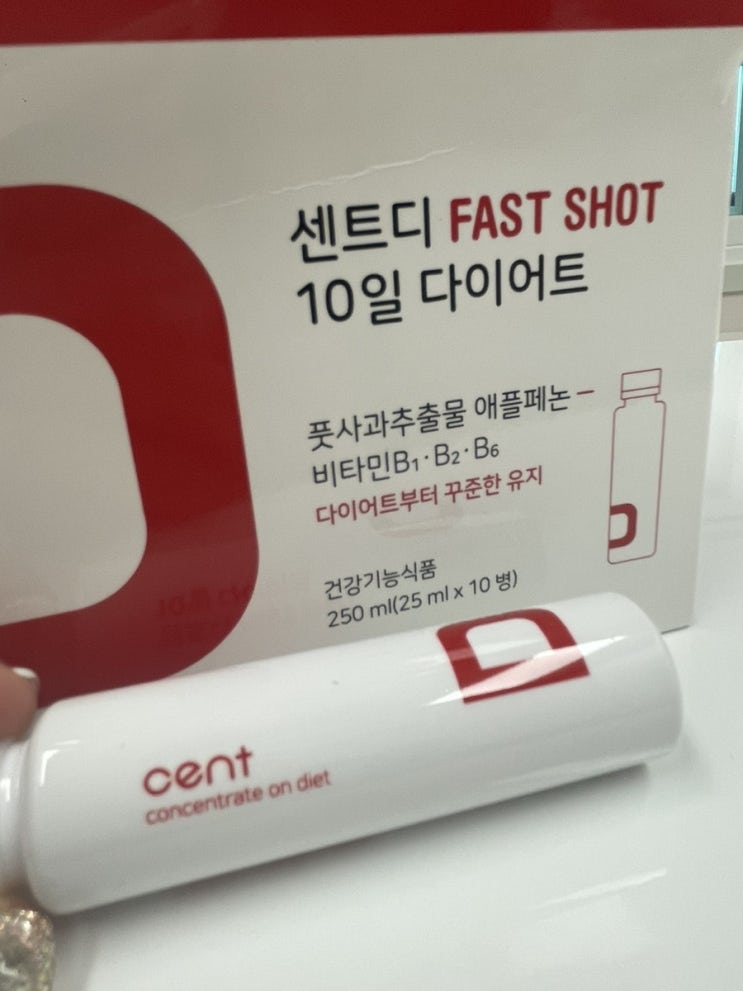 센트디 FAST SHOT
10일 다이어트
풋사과추출물 애플페논
비타민B₁·B₂·B₆
다이어트부터 꾸준한 유지
건강기능식품
250 ml(25 ml x 10 병)
cent
concentrate on diet